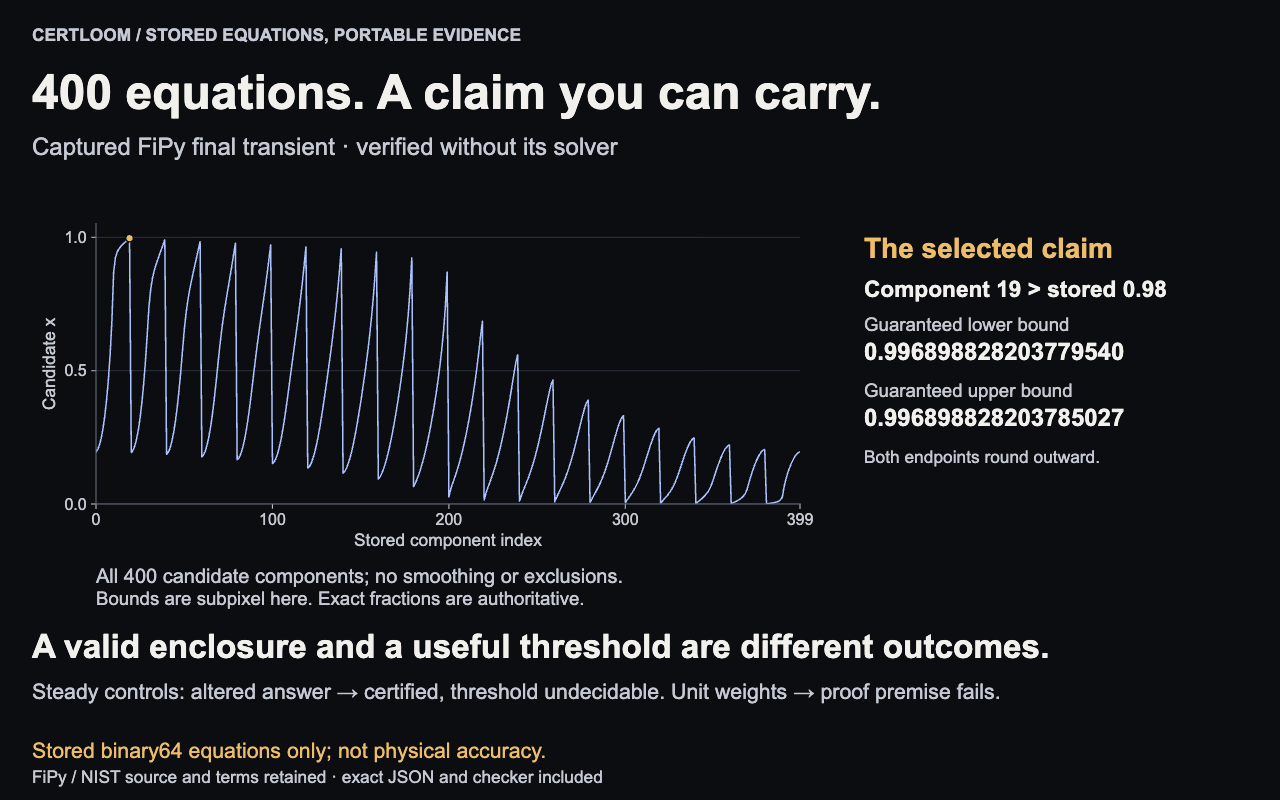 CERTLOOM / STORED EQUATIONS, PORTABLE EVIDENCE
400 equations. A claim you can carry.
Captured FiPy final transient · verified without its solver
1.0
0.5
0.0
Candidate x
0
100
200
300
399
Stored component index
All 400 candidate components; no smoothing or exclusions.
Bounds are subpixel here. Exact fractions are authoritative.
The selected claim
Component 19 > stored 0.98
Guaranteed lower bound
0.996898828203779540
Guaranteed upper bound
0.996898828203785027
Both endpoints round outward.
A valid enclosure and a useful threshold are different outcomes.
Steady controls: altered answer → certified, threshold undecidable. Unit weights → proof premise fails.
Stored binary64 equations only; not physical accuracy.
FiPy / NIST source and terms retained · exact JSON and checker included